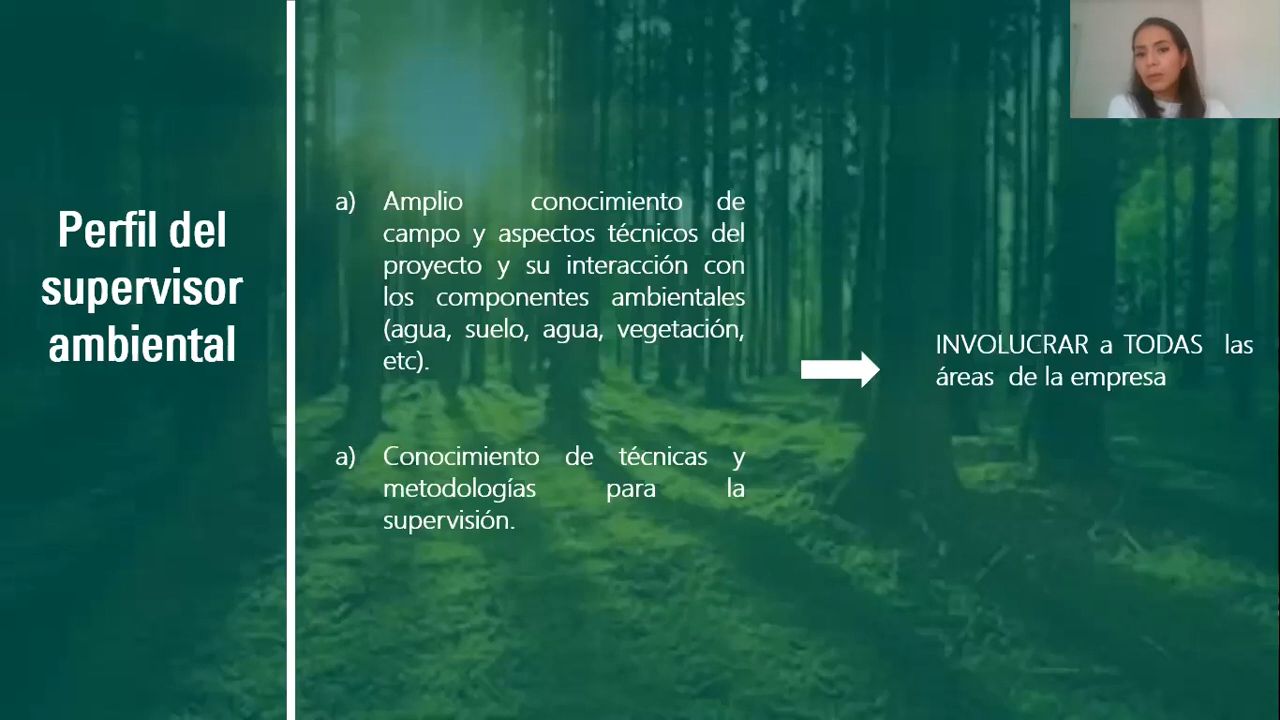 Perfil del
supervisor
ambiental
a) Amplio conocimiento de
campo y aspectos técnicos del
proyecto y su interacción con
los componentes ambientales
(agua, suelo, agua, vegetación,
etc).
a) Conocimiento de técnicas y
metodologías para la
supervisión.
INVOLUCRAR a TODAS las
áreas de la empresa